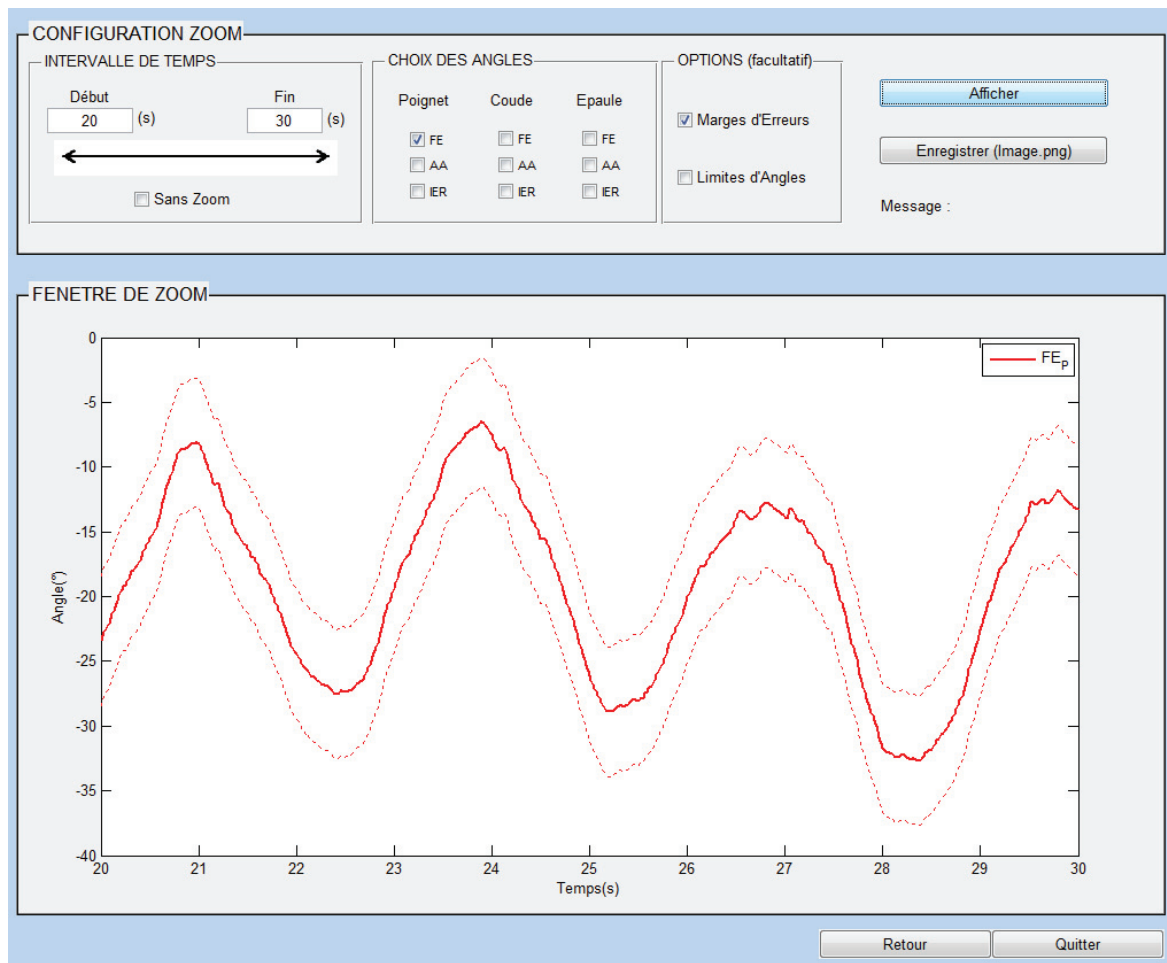 CONFIGURATION ZOOM
INTERVALLE DE TEMPS
Début Fin
20 (s) 30 (s)
Sans Zoom
CHOIX DES ANGLES
Poignet Coude Epaule
FE FE FE
AA AA AA
IER IER IER
OPTIONS (facultatif)
Marges d'Erreurs
Limites d'Angles
Afficher
Enregistrer (Image.png)
Message :
FENETRE DE ZOOM
FEP
0
-5
-10
-15
-20
-25
-30
-35
-40
Angle(°)
20 21 22 23 24 25 26 27 28 29 30
Temps(s)
Retour Quitter